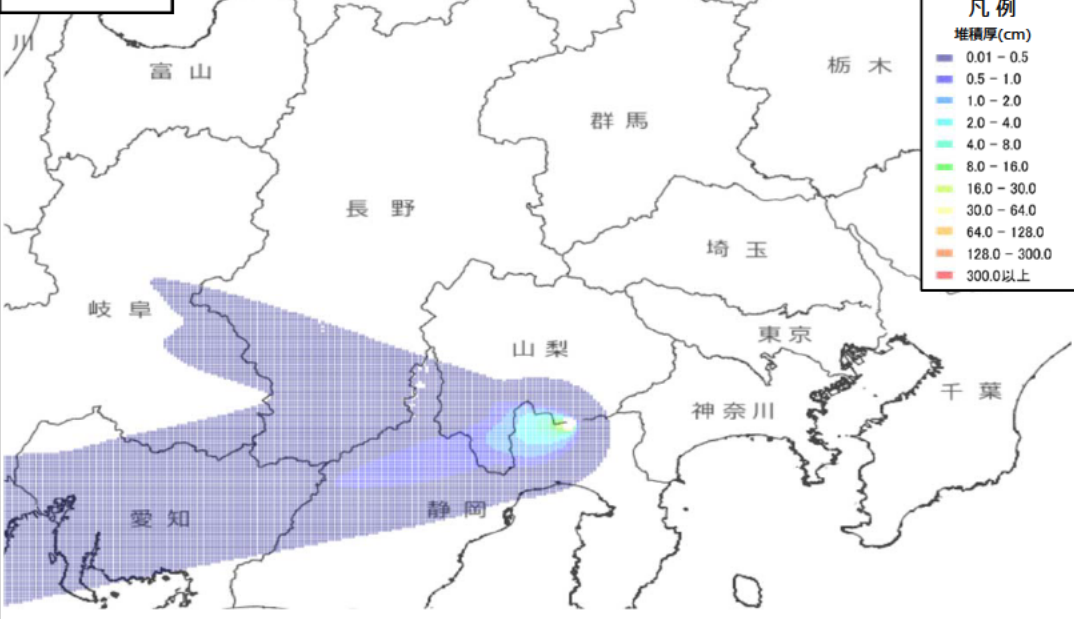 凡 例
堆積厚(cm)
0.01 - 0.5
0.5 - 1.0
1.0 - 2.0
2.0 - 4.0
4.0 - 8.0
8.0 - 16.0
16.0 - 30.0
30.0 - 64.0
64.0 - 128.0
128.0 - 300.0
300.0以上
川
富 山
栃 木
群 馬
長 野
埼 玉
岐 阜
東 京
山 梨
千 葉
神 奈 川
静 岡
愛 知